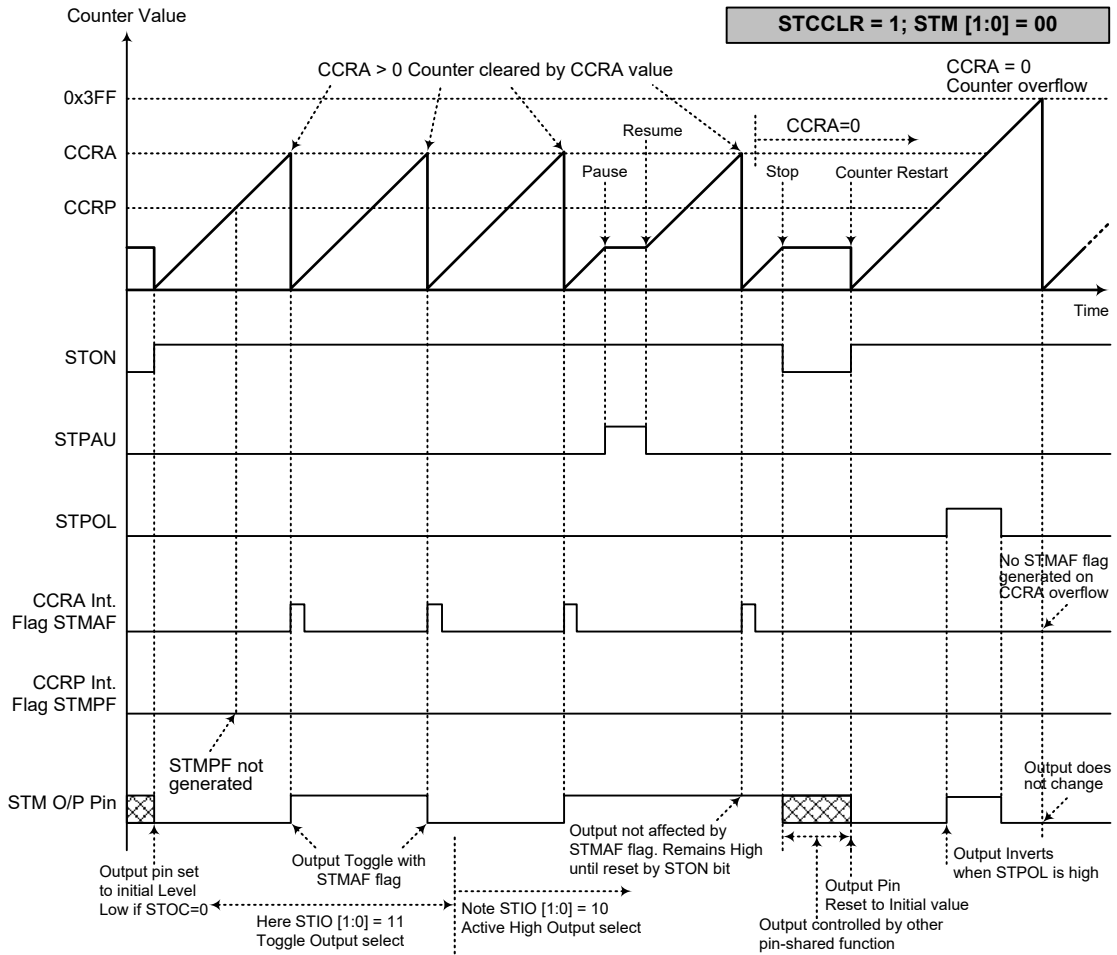 Counter Value
STCCLR = 1; STM [1:0] = 00
CCRA > 0 Counter cleared by CCRA value
CCRA = 0
Counter overflow
0x3FF
Resume
CCRA=0
CCRA
Pause
Stop
Counter Restart
CCRP
Time
STON
STPAU
STPOL
No STMAF flag
generated on
CCRA overflow
CCRA Int.
Flag STMAF
CCRP Int.
Flag STMPF
STMPF not
generated
Output does
not change
STM O/P Pin
Output pin set
to initial Level
Low if STOC=0
Output Toggle with
STMAF flag
Output not affected by
STMAF flag. Remains High
until reset by STON bit
Output Inverts
when STPOL is high
Output Pin
Reset to Initial value
Here STIO [1:0] = 11
Toggle Output select
Note STIO [1:0] = 10
Active High Output select
Output controlled by other
pin-shared function